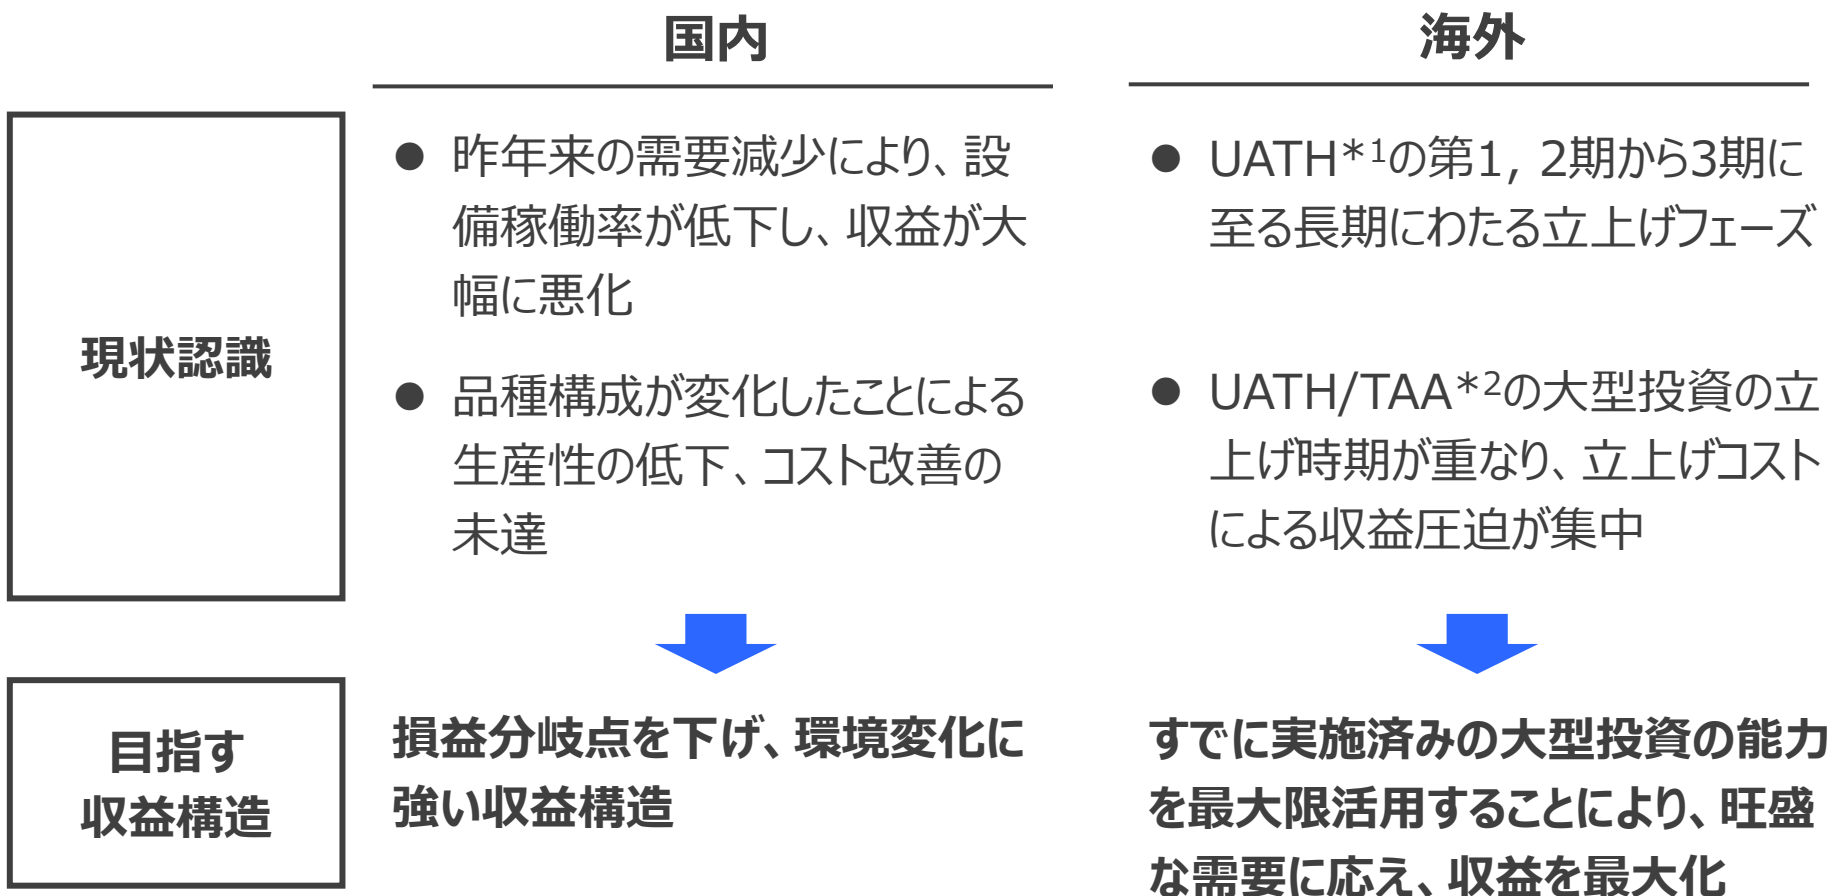 国内
海外
現状認識
● 昨年来の需要減少により、設
備稼働率が低下し、収益が大
幅に悪化
● 品種構成が変化したことによる
生産性の低下、コスト改善の
未達
● UATH*1の第1, 2期から3期に
至る長期にわたる立上げフェーズ
● UATH/TAA*2の大型投資の立
上げ時期が重なり、立上げコスト
による収益圧迫が集中
目指す
収益構造
損益分岐点を下げ、環境変化に
強い収益構造
すでに実施済みの大型投資の能力
を最大限活用することにより、旺盛
な需要に応え、収益を最大化